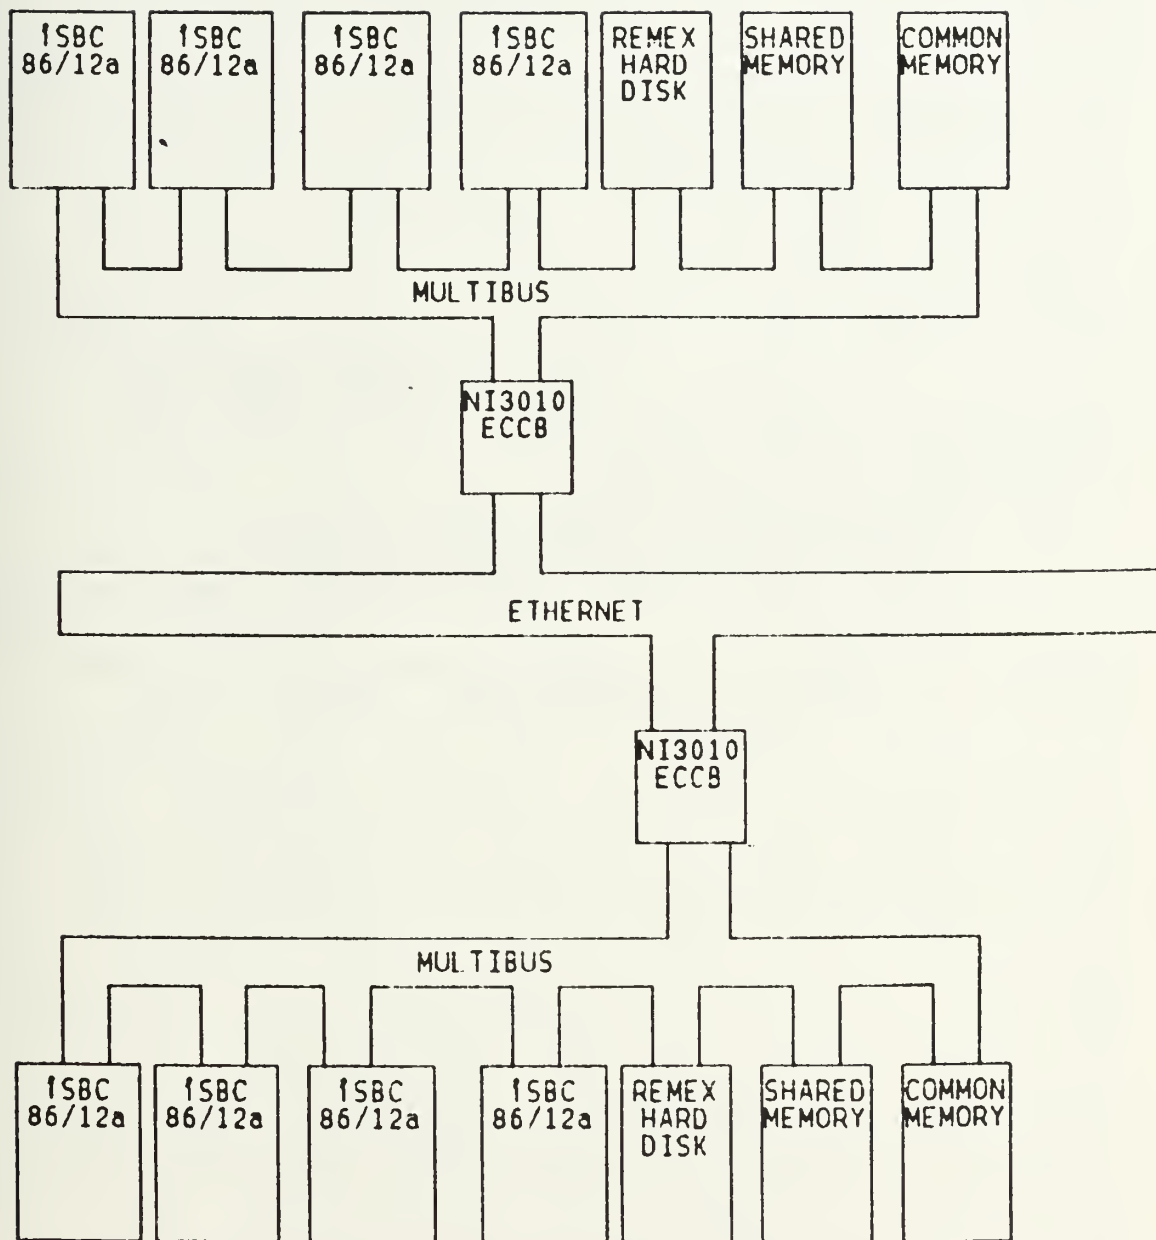 iSBC
86/12a
iSBC
86/12a
iSBC
86/12a
iSBC
86/12a
REMEX
HARD
DISK
SHARED
MEMORY
COMMON
MEMORY
MULTIBUS
NI3010
ECCB
ETHERNET
NI3010
ECCB
MULTIBUS
iSBC
86/12a
iSBC
86/12a
iSBC
86/12a
iSBC
86/12a
REMEX
HARD
DISK
SHARED
MEMORY
COMMON
MEMORY